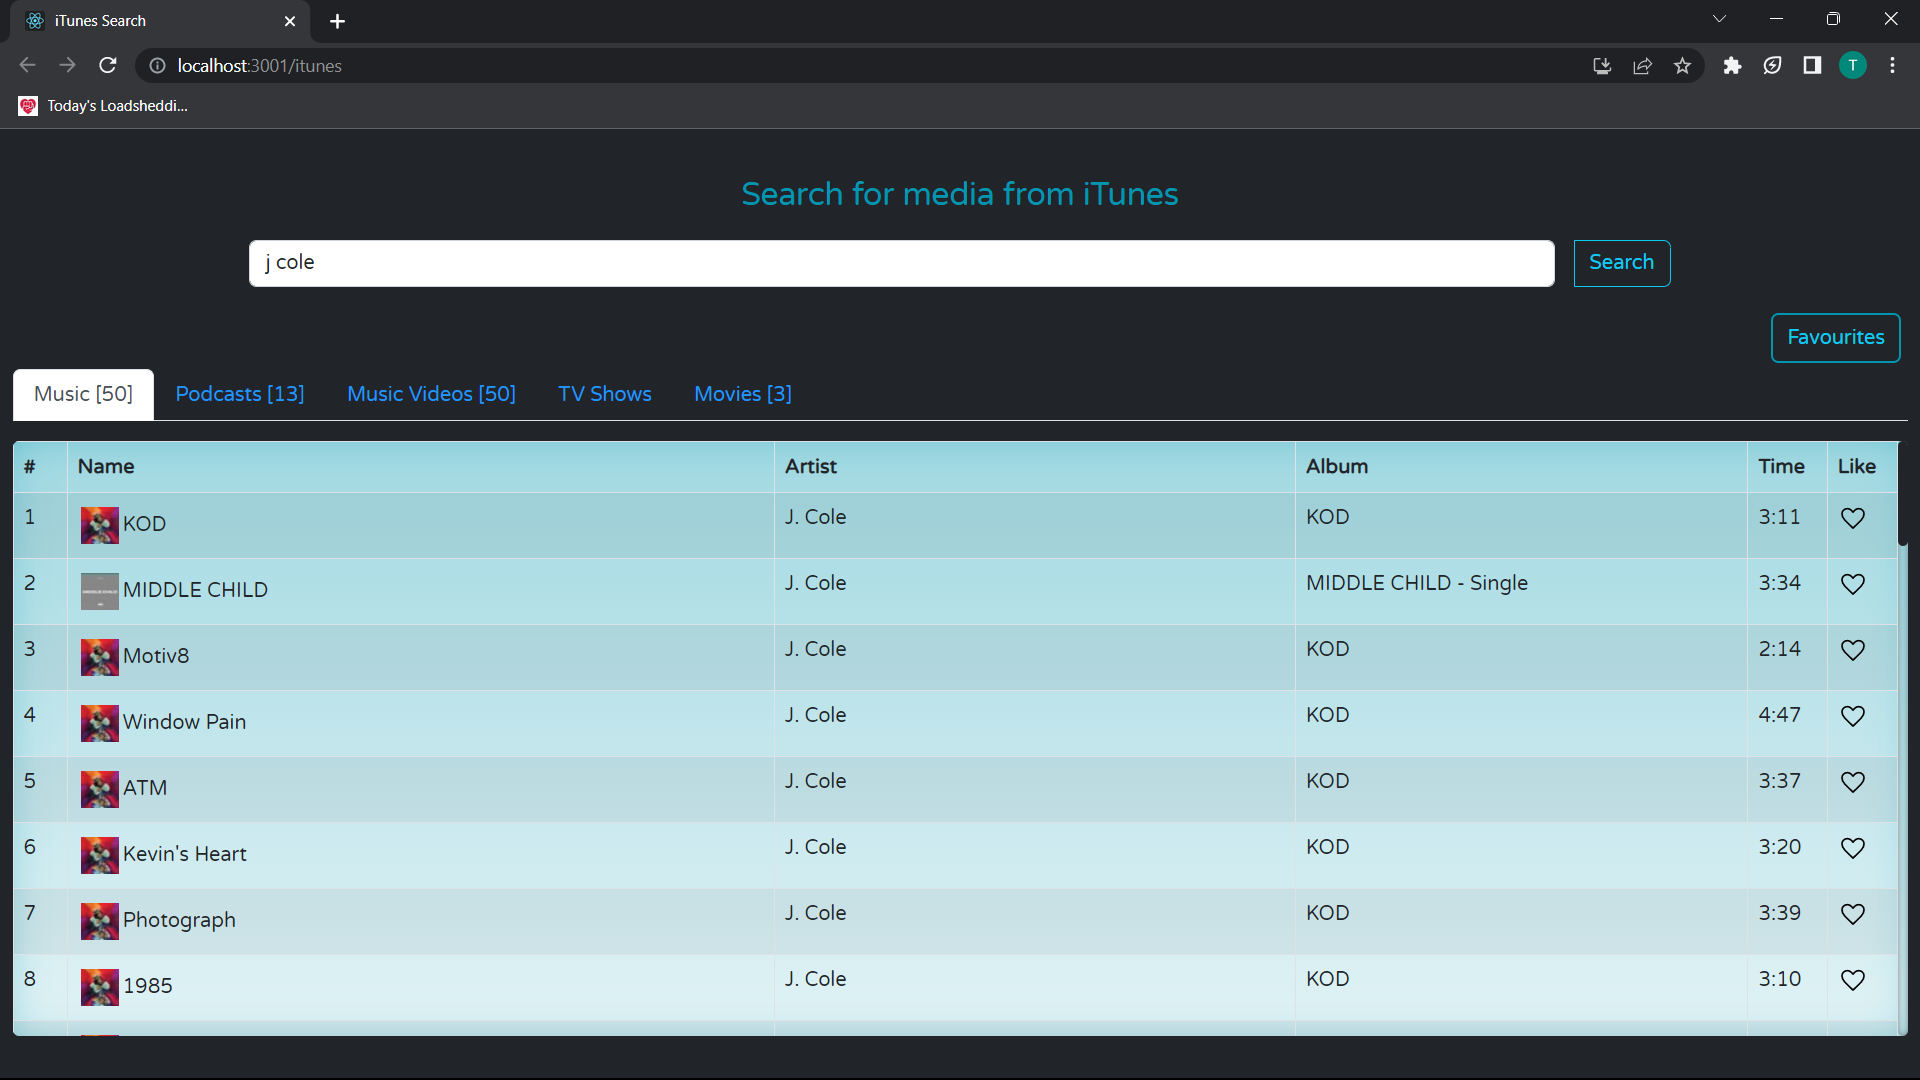 iTunes Search
localhost:3001/itunes
T
Today's Loadsheddi...
Search for media from iTunes
j cole
Search
Favourites
Music [50] Podcasts [13] Music Videos [50] TV Shows Movies [3]
# Name Artist Album Time Like
1 KOD J. Cole KOD 3:11
2 MIDDLE CHILD J. Cole MIDDLE CHILD - Single 3:34
3 Motiv8 J. Cole KOD 2:14
4 Window Pain J. Cole KOD 4:47
5 ATM J. Cole KOD 3:37
6 Kevin's Heart J. Cole KOD 3:20
7 Photograph J. Cole KOD 3:39
8 1985 J. Cole KOD 3:10